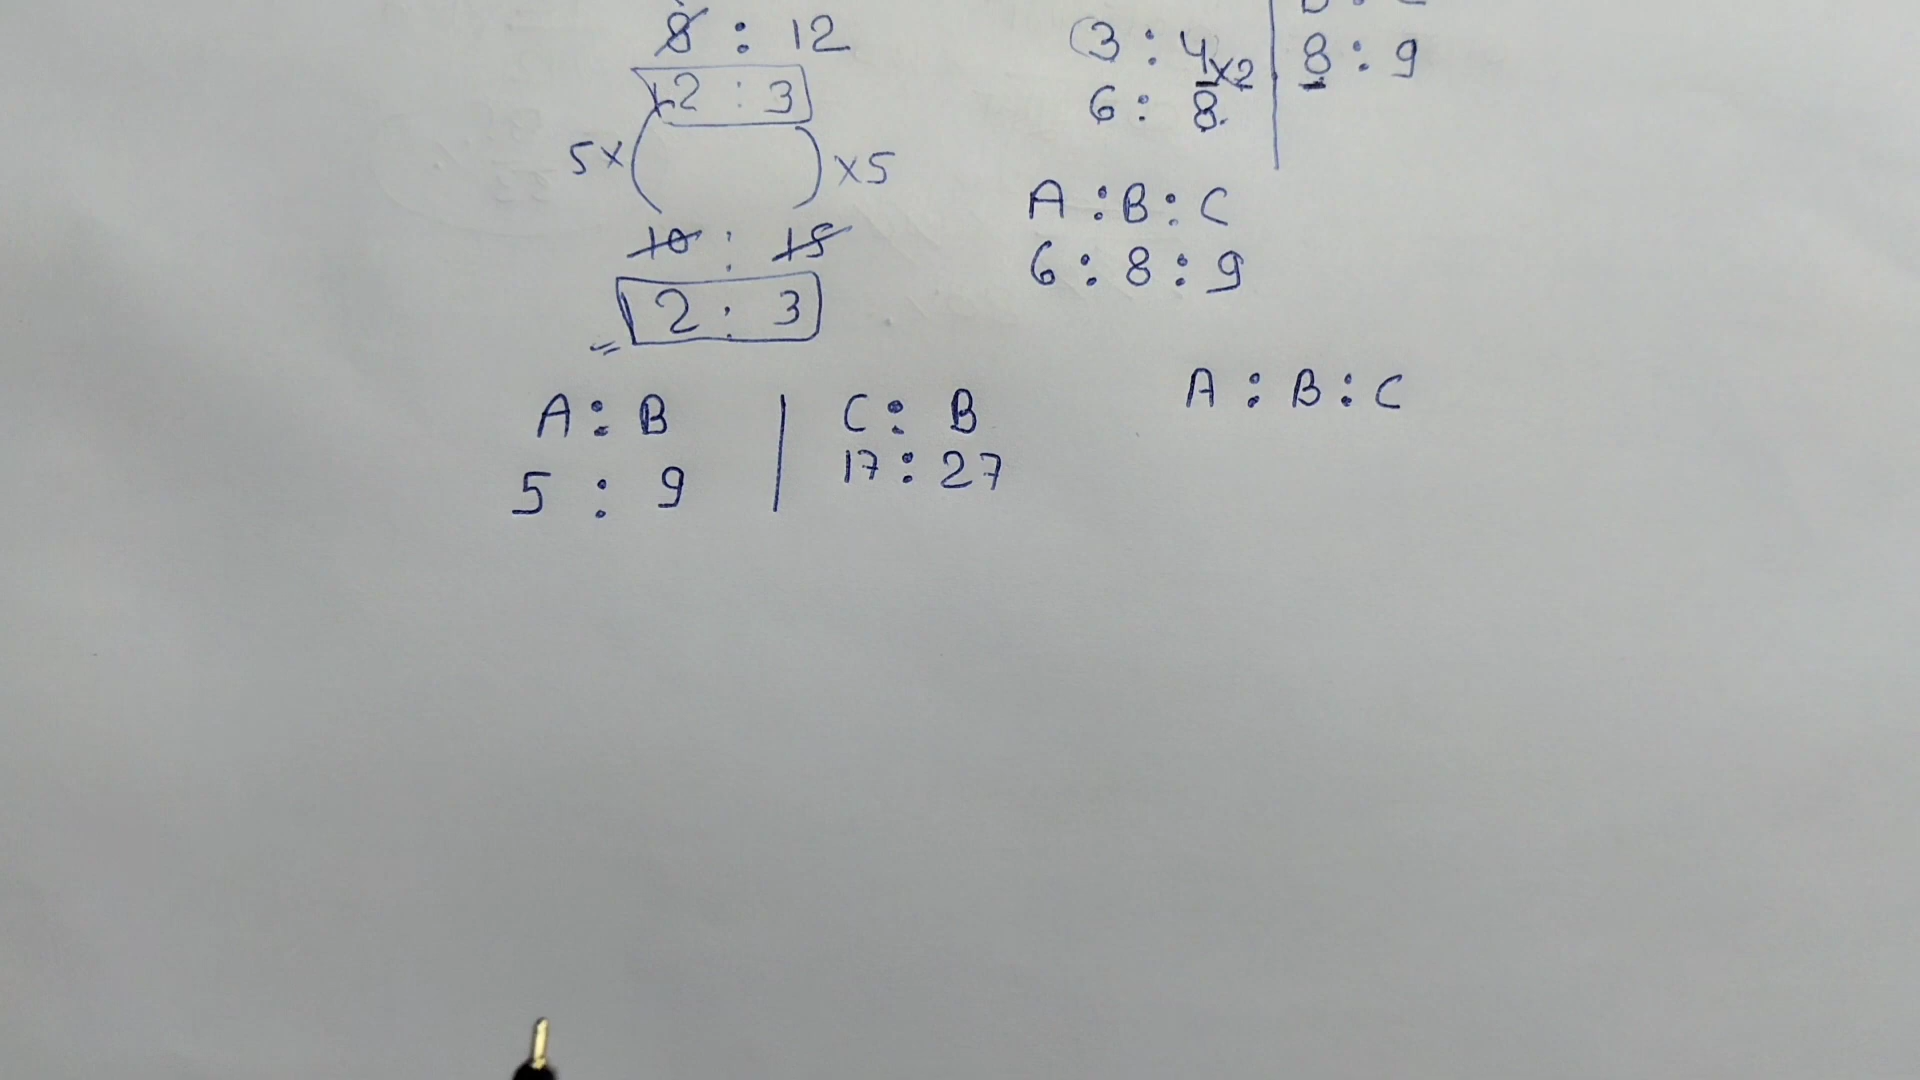 8 : 12
2 : 3
5× ×5
10 : 15
2 : 3
3 : 4 ×2
6 : 8
8 : 9
A : B : C
6 : 8 : 9
A : B
5 : 9
C : B
17 : 27
A : B : C